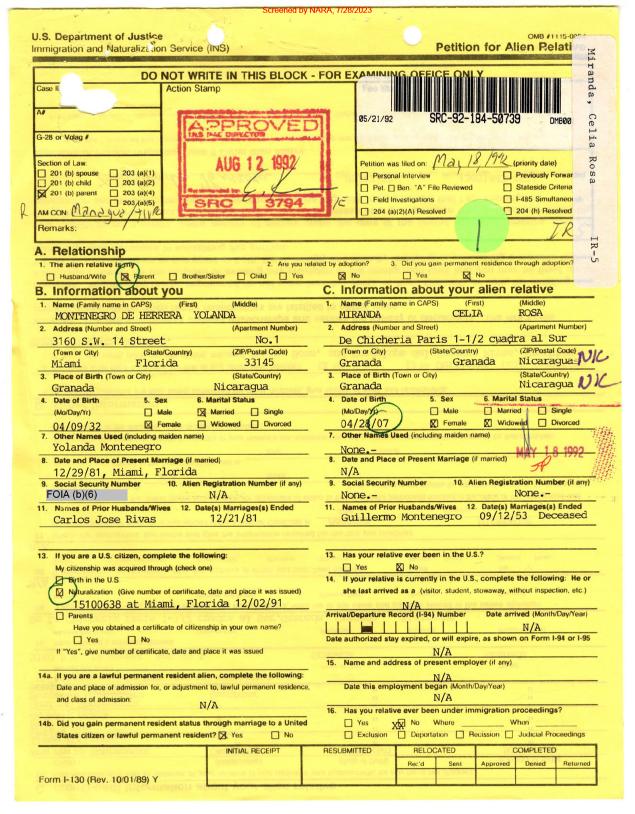 Screened by NARA, 7/28/2023
U.S. Department of Justice
Immigration and Naturalization Service (INS)
OMB #1115-
Petition for Alien Relative
DO NOT WRITE IN THIS BLOCK - FOR EXAMINING OFFICE ONLY
Case
Action Stamp
A#
G-28 or Volag #
Section of Law:
201 (b) spouse 203 (a)(1)
201 (b) child 203 (a)(2)
201 (b) parent 203 (a)(4)
203 (a)(5)
AM CON: Managua
Remarks:
APPROVED
INS DIRECTOR
AUG 12 1992
SRC 3794
05/21/92 SRC-92-184-50739
Miranda, Celia Rosa IR-5
Petition was filed on: May 18, 1992 (priority date)
Personal Interview Previously Forwar
Pet. Ben. "A" File Reviewed Stateside Criteria
Field Investigations I-485 Simultaneo
204 (a)(2)(A) Resolved 204 (h) Resolved
IR
A. Relationship
1. The alien relative is my 2. Are you related by adoption? 3. Did you gain permanent residence through adoption?
Husband/Wife Parent Brother/Sister Child Yes No Yes No
B. Information about you
1. Name (Family name in CAPS) (First) (Middle)
MONTENEGRO DE HERRERA YOLANDA
2. Address (Number and Street) (Apartment Number)
3160 S.W. 14 Street No.1
(Town or City) (State/Country) (ZIP/Postal Code)
Miami Florida 33145
3. Place of Birth (Town or City) (State/Country)
Granada Nicaragua
4. Date of Birth 5. Sex 6. Marital Status
(Mo/Day/Yr) Male Married Single
04/09/32 Female Widowed Divorced
7. Other Names Used (including maiden name)
Yolanda Montenegro
8. Date and Place of Present Marriage (if married)
12/29/81, Miami, Florida
9. Social Security Number 10. Alien Registration Number (if any)
FOIA (b)(6) N/A
11. Names of Prior Husbands/Wives 12. Date(s) Marriages(s) Ended
Carlos Jose Rivas 12/21/81
13. If you are a U.S. citizen, complete the following:
My citizenship was acquired through (check one)
Birth in the U.S
Naturalization (Give number of certificate, date and place it was issued)
15100638 at Miami, Florida 12/02/91
Parents
Have you obtained a certificate of citizenship in your own name?
Yes No
If "Yes", give number of certificate, date and place it was issued
14a. If you are a lawful permanent resident alien, complete the following:
Date and place of admission for, or adjustment to, lawful permanent residence,
and class of admission:
N/A
14b. Did you gain permanent resident status through marriage to a United
States citizen or lawful permanent resident? Yes No
C. Information about your alien relative
1. Name (Family name in CAPS) (First) (Middle)
MIRANDA CELIA ROSA
2. Address (Number and Street) (Apartment Number)
De Chicheria Paris 1-1/2 cuadra al Sur
(Town or City) (State/Country) (ZIP/Postal Code)
Granada Granada Nicaragua NIC
3. Place of Birth (Town or City) (State/Country)
Granada Nicaragua NIC
4. Date of Birth 5. Sex 6. Marital Status
(Mo/Day/Yr) Male Married Single
04/28/07 Female Widowed Divorced
7. Other Names Used (including maiden name)
None.-
MAY 18 1992
8. Date and Place of Present Marriage (if married)
N/A
9. Social Security Number 10. Alien Registration Number (if any)
None.- None.-
11. Names of Prior Husbands/Wives 12. Date(s) Marriages(s) Ended
Guillermo Montenegro 09/12/53 Deceased
13. Has your relative ever been in the U.S.?
Yes No
14. If your relative is currently in the U.S., complete the following: He or
she last arrived as a (visitor, student, stowaway, without inspection, etc.)
N/A
Arrival/Departure Record (I-94) Number Date arrived (Month/Day/Year)
N/A
Date authorized stay expired, or will expire, as shown on Form I-94 or I-95
N/A
15. Name and address of present employer (if any)
N/A
Date this employment began (Month/Day/Year)
N/A
16. Has your relative ever been under immigration proceedings?
Yes No Where When
Exclusion Deportation Recission Judicial Proceedings
INITIAL RECEIPT RESUBMITTED RELOCATED COMPLETED
Rec'd Sent Approved Denied Returned
Form I-130 (Rev. 10/01/89) Y